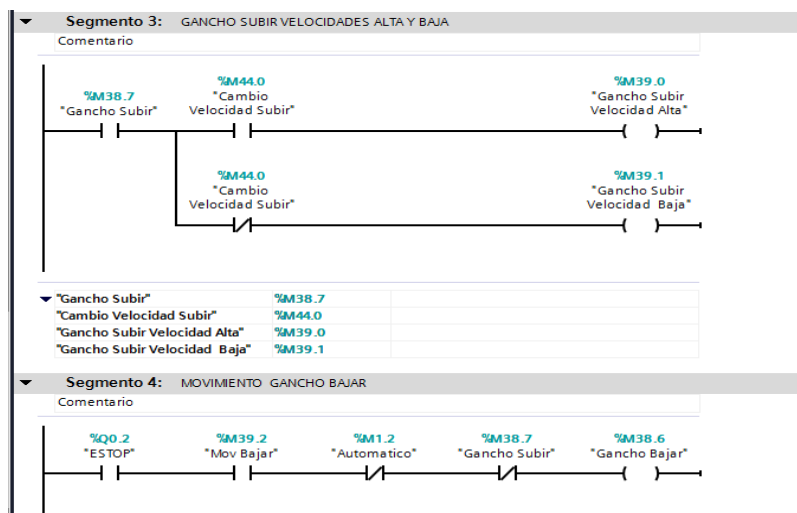 Segmento 3: GANCHO SUBIR VELOCIDADES ALTA Y BAJA
Comentario
%M38.7
"Gancho Subir"
%M44.0
"Cambio
Velocidad Subir"
%M39.0
"Gancho Subir
Velocidad Alta"
%M44.0
"Cambio
Velocidad Subir"
%M39.1
"Gancho Subir
Velocidad Baja"
"Gancho Subir" %M38.7
"Cambio Velocidad Subir" %M44.0
"Gancho Subir Velocidad Alta" %M39.0
"Gancho Subir Velocidad Baja" %M39.1
Segmento 4: MOVIMIENTO GANCHO BAJAR
Comentario
%Q0.2
"ESTOP"
%M39.2
"Mov Bajar"
%M1.2
"Automatico"
%M38.7
"Gancho Subir"
%M38.6
"Gancho Bajar"